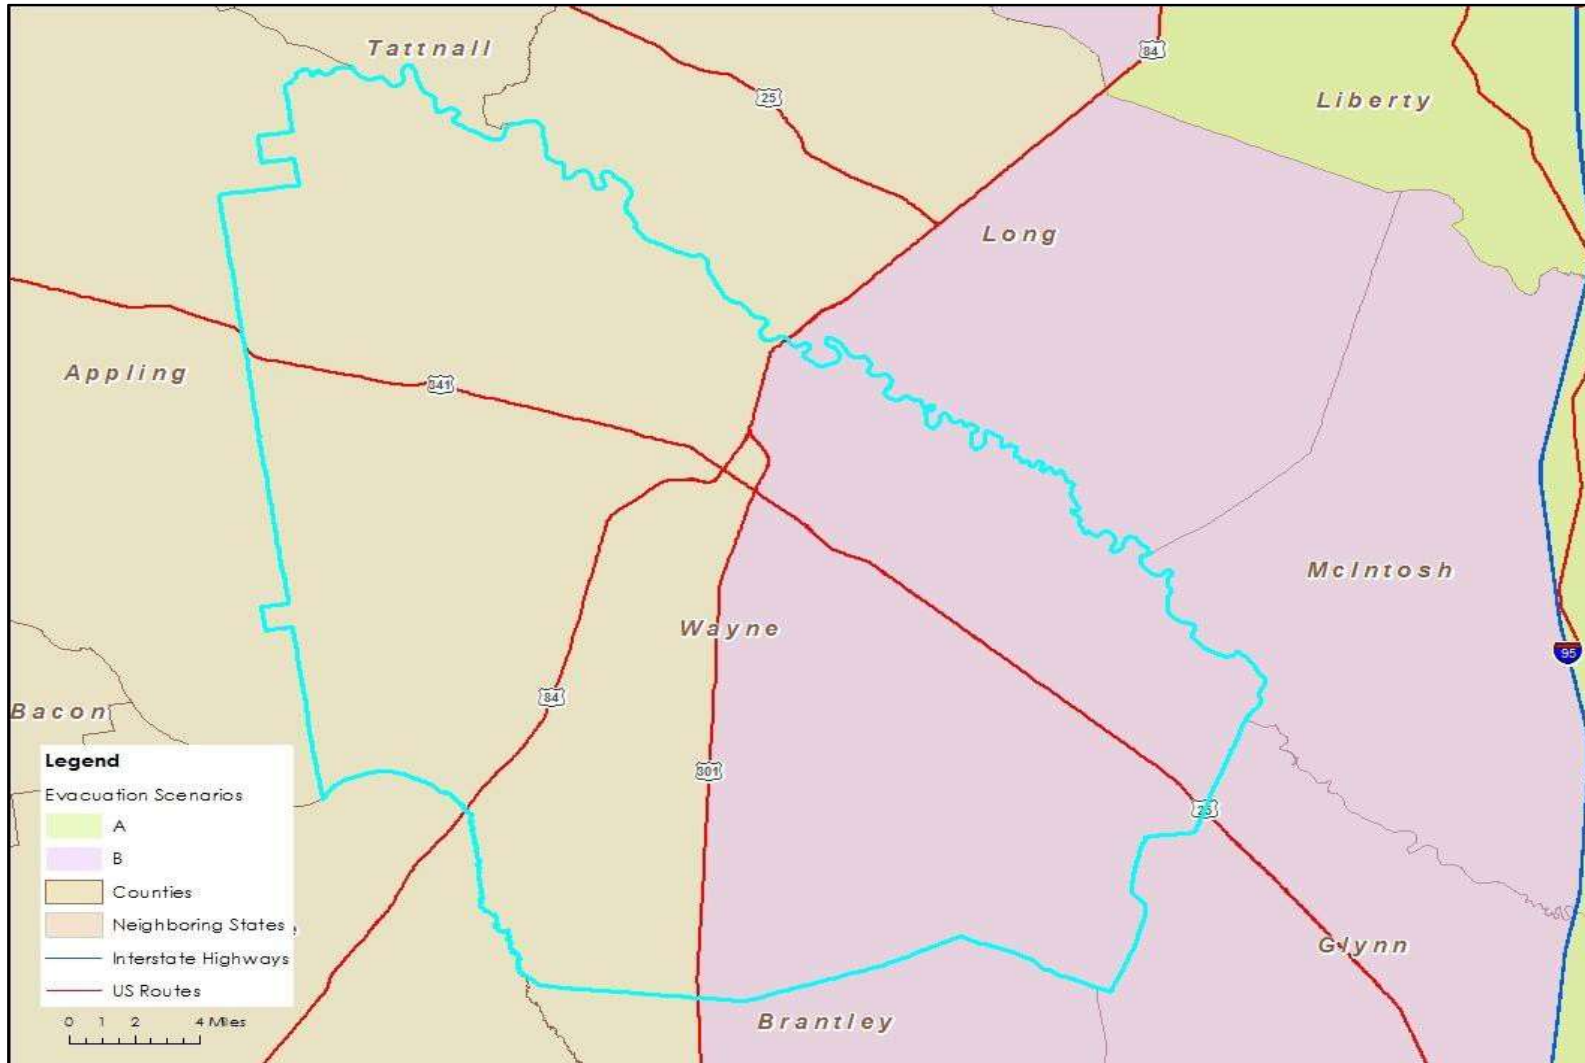 Tattnall
84
25
Liberty
Long
Appling
341
McIntosh
Wayne
95
84
Bacon
301
25
Glynn
Brantley
Legend
Evacuation Scenarios
A
B
Counties
Neighboring States
Interstate Highways
US Routes
0 1 2 4 Miles